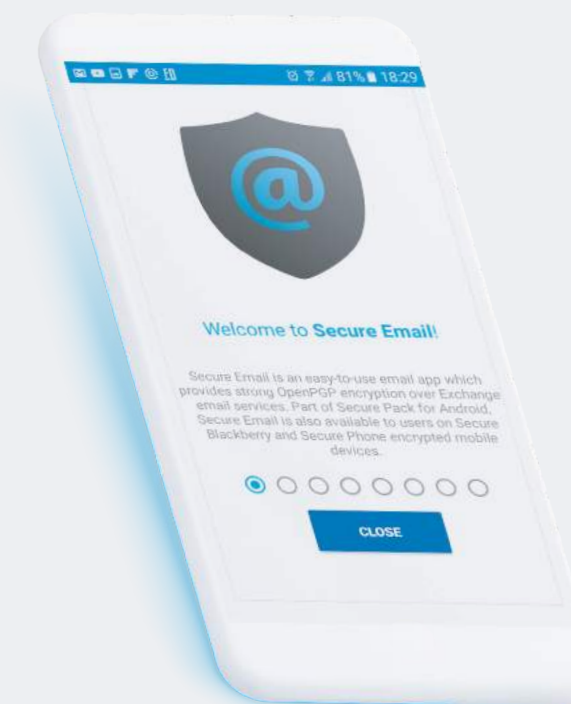 81% 18:29
@
Welcome to Secure Email!
Secure Email is an easy-to-use email app which
provides strong OpenPGP encryption over Exchange
email services. Part of Secure Pack for Android,
Secure Email is also available to users on Secure
Blackberry and Secure Phone encrypted mobile
devices.
CLOSE